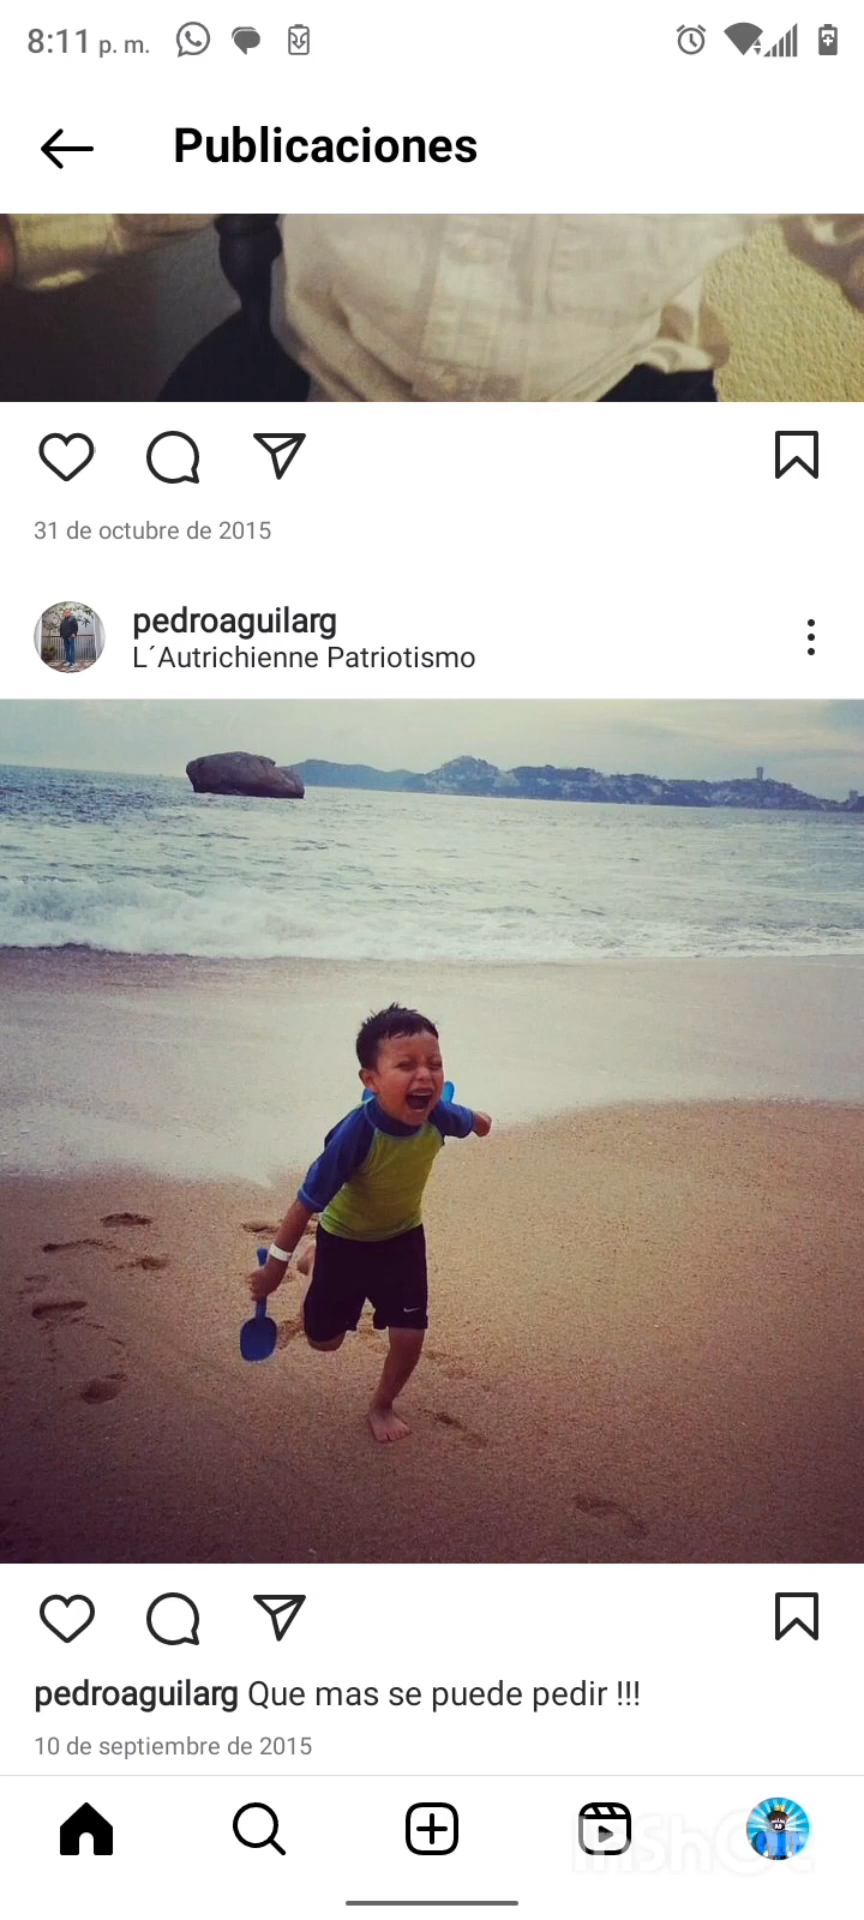 8:11 p. m.
Publicaciones
31 de octubre de 2015
pedroaguilarg
L´Autrichienne Patriotismo
pedroaguilarg Que mas se puede pedir !!!
10 de septiembre de 2015
InShOt